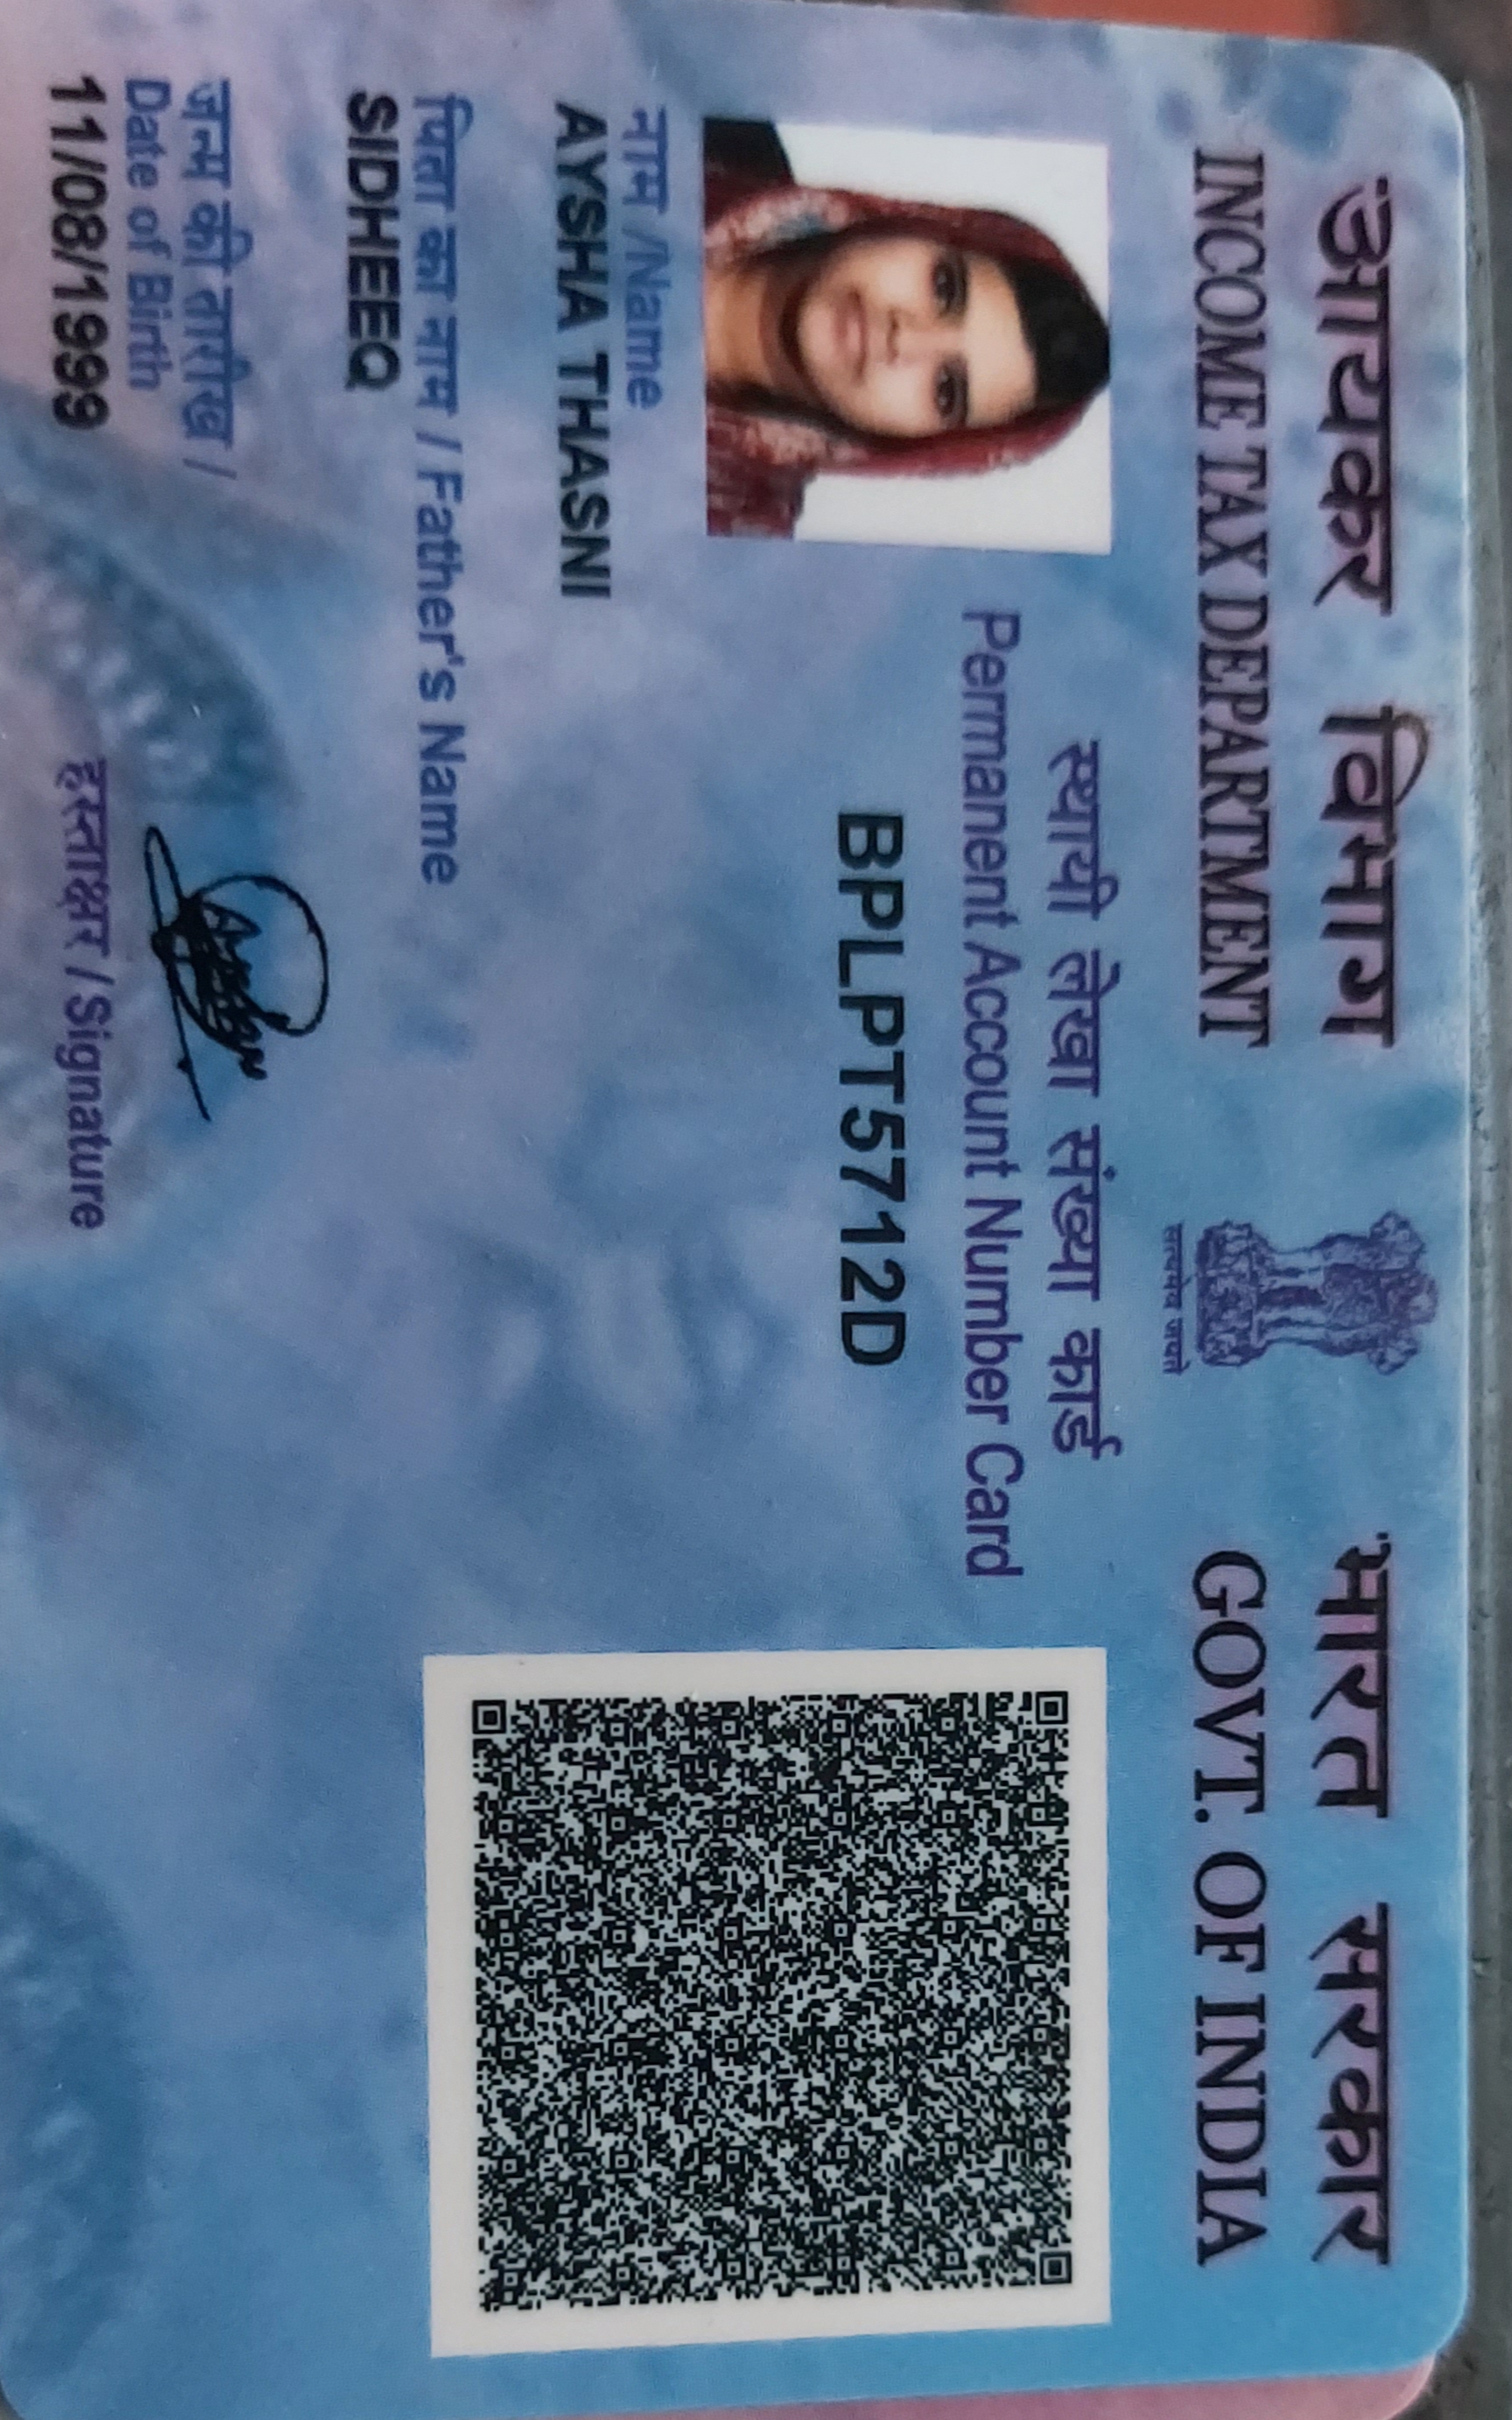 आयकर विभाग
INCOME TAX DEPARTMENT
सत्यमेव जयते
भारत सरकार
GOVT. OF INDIA
स्थायी लेखा संख्या कार्ड
Permanent Account Number Card
BPLPT5712D
नाम /Name
AYSHA THASNI
पिता का नाम / Father's Name
SIDHEEQ
जन्म की तारीख /
Date of Birth
11/08/1999
हस्ताक्षर / Signature